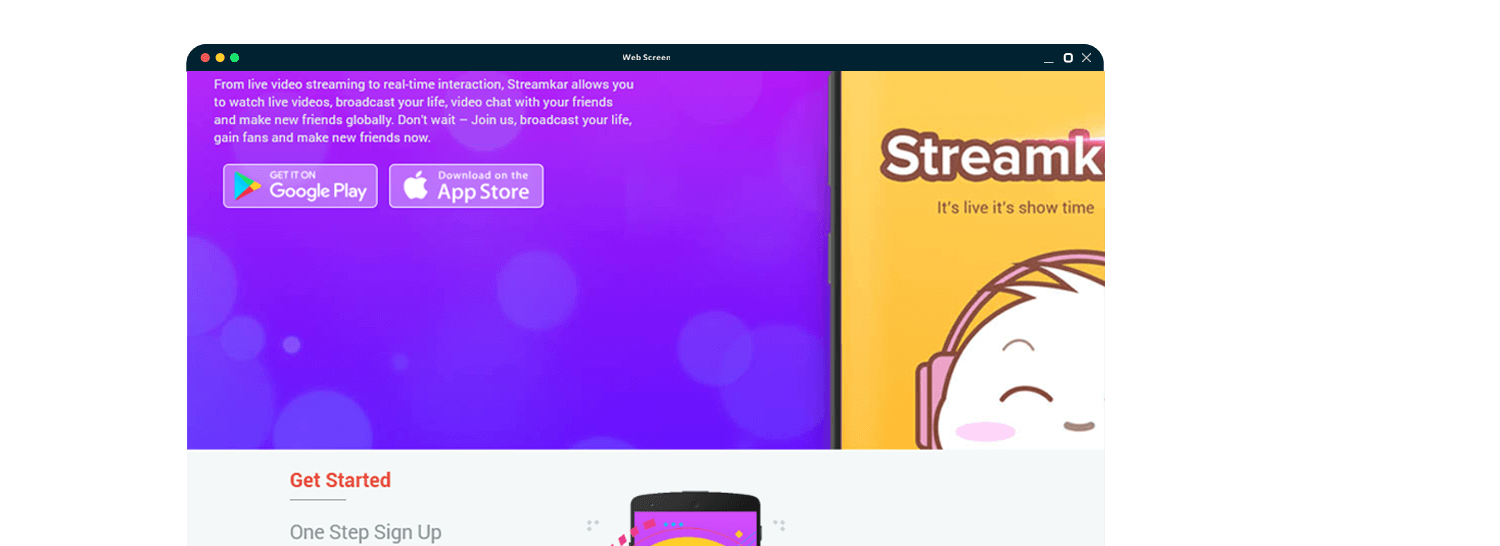 Web Screen
From live video streaming to real-time interaction, Streamkar allows you
to watch live videos, broadcast your life, video chat with your friends
and make new friends globally. Don't wait – Join us, broadcast your life,
gain fans and make new friends now.
GET IT ON
Google Play
Download on the
App Store
Streamk
It's live it's show time
Get Started
One Step Sign Up